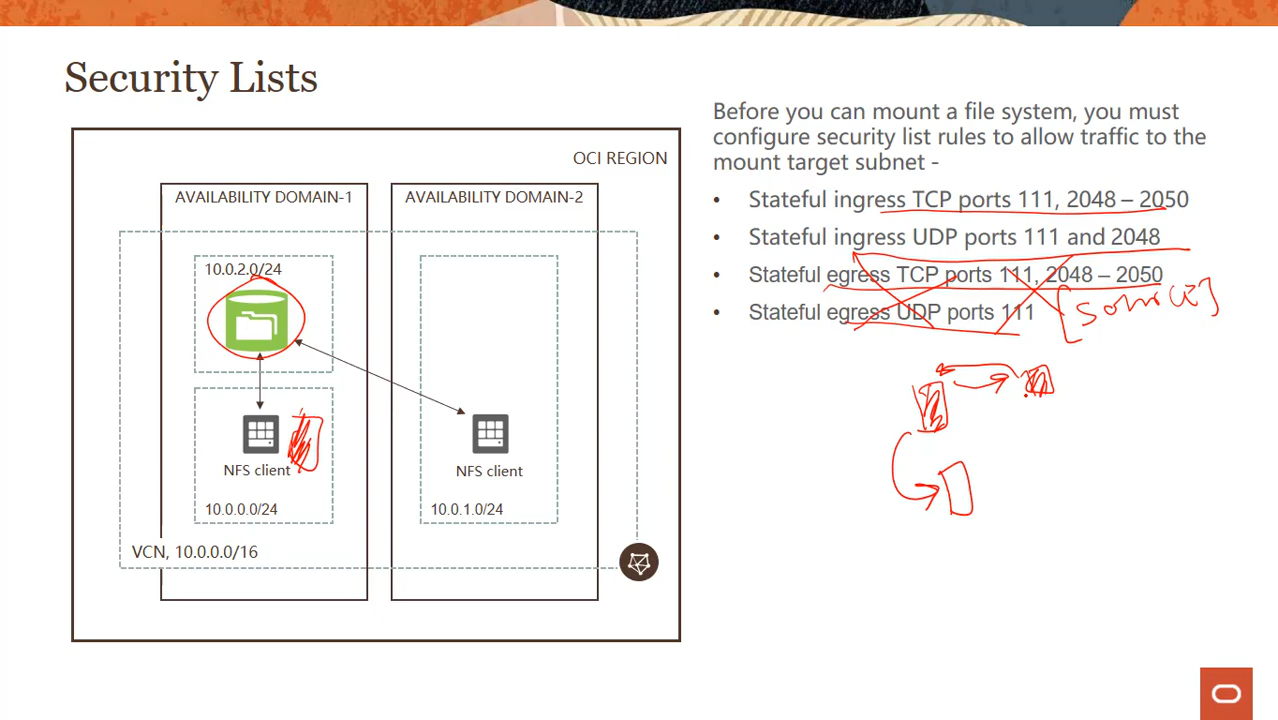 Security Lists
OCI REGION
AVAILABILITY DOMAIN-1
AVAILABILITY DOMAIN-2
10.0.2.0/24
NFS client
NFS client
10.0.0.0/24
10.0.1.0/24
VCN, 10.0.0.0/16
Before you can mount a file system, you must
configure security list rules to allow traffic to the
mount target subnet -
• Stateful ingress TCP ports 111, 2048 – 2050
• Stateful ingress UDP ports 111 and 2048
• Stateful egress TCP ports 111, 2048 – 2050
• Stateful egress UDP ports 111
[source]